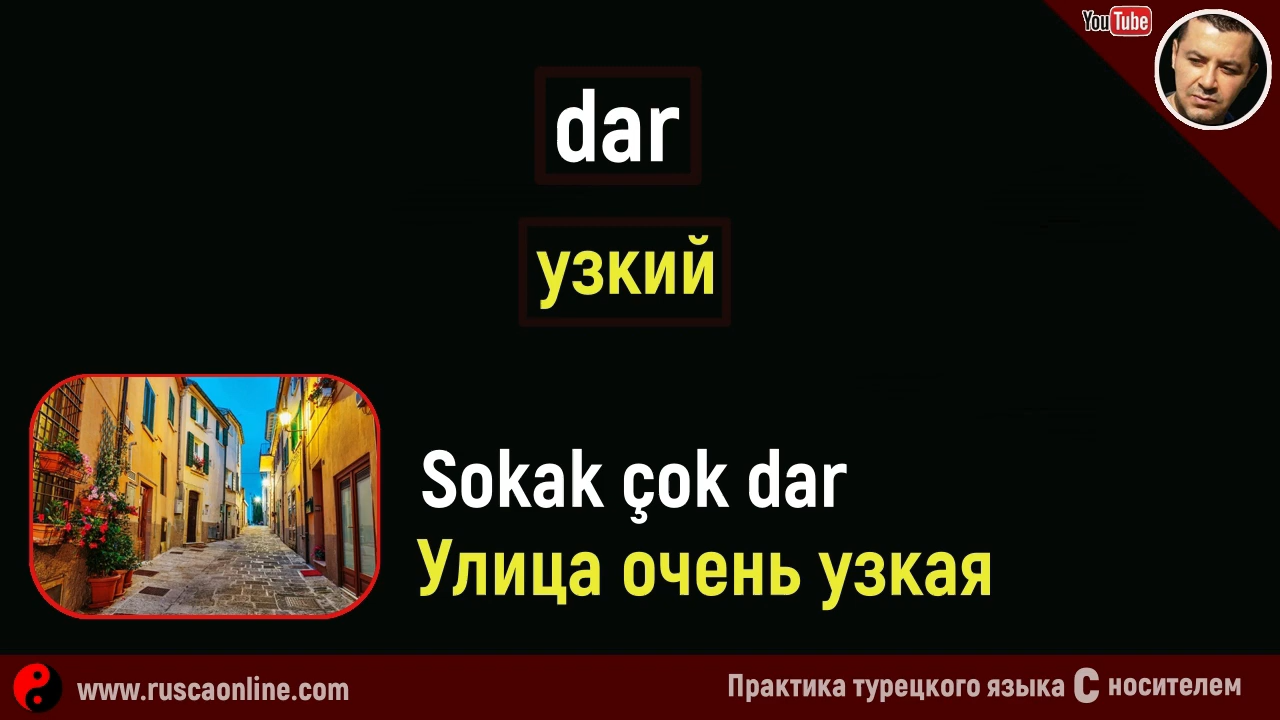 YouTube
dar
узкий
Sokak çok dar
Улица очень узкая
www.ruscaonline.com
Практика турецкого языка С носителем